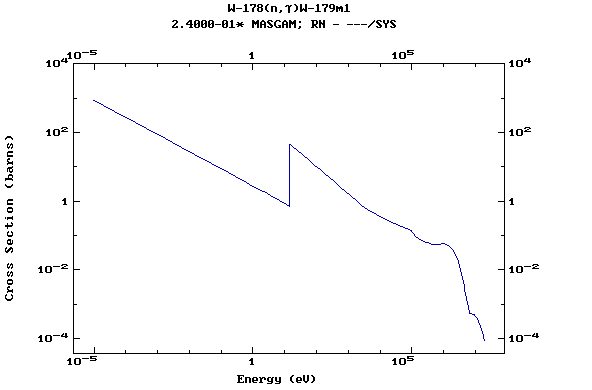 W-178(n,γ)W-179m1
2.4000-01* MASGAM; RN - ---/SYS
10-5 1 105
104 104
102 102
1 1
10-2 10-2
10-4 10-4
10-5 1 105
Cross Section (barns)
Energy (eV)